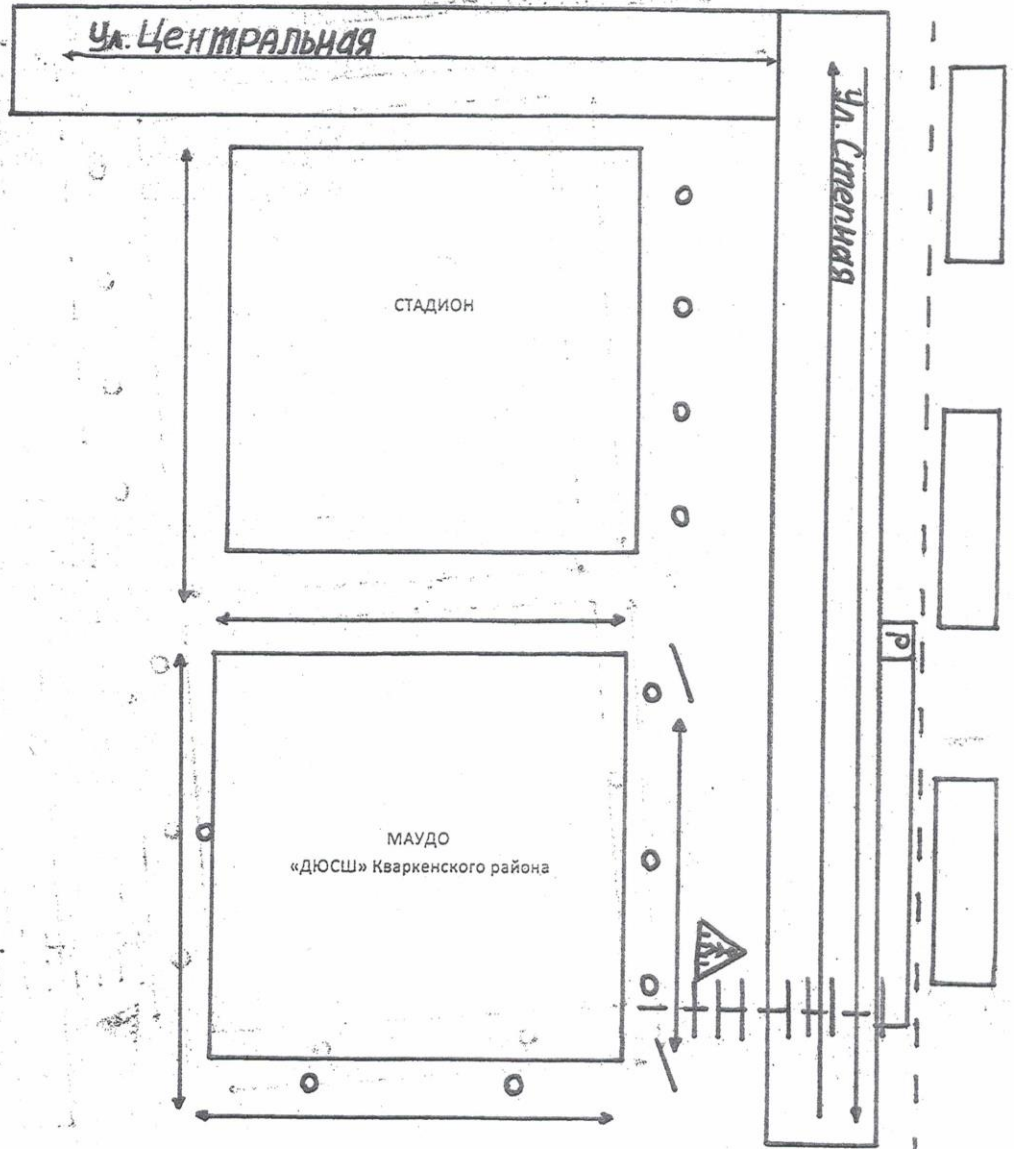 Ул. Центральная
Ул. Степная
СТАДИОН
Р
МАУДО
«ДЮСШ» Кваркенского района